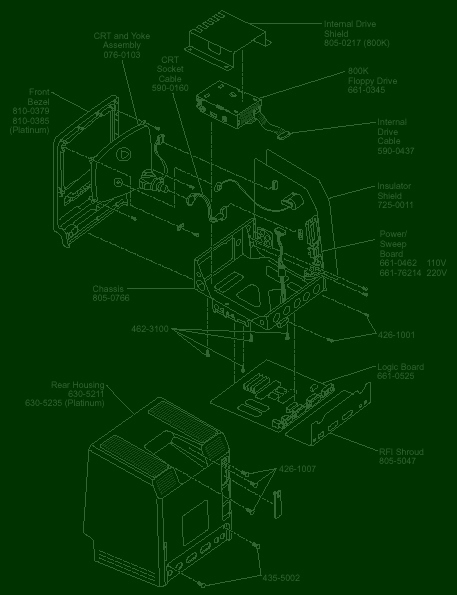 Internal Drive
Shield
805-0217 (800K)
CRT and Yoke
Assembly
076-0103
CRT
Socket
Cable
590-0160
800K
Floppy Drive
661-0345
Front
Bezel
810-0379
810-0365
(Platinum)
Internal
Drive
Cable
590-0437
Insulator
Shield
725-0011
Power/
Sweep
Board
661-0462 110V
661-76214 220V
Chassis
805-0766
462-3100
426-1001
Logic Board
661-0525
Rear Housing
630-5211
630-5235 (Platinum)
RFI Shroud
805-5047
426-1007
435-5002